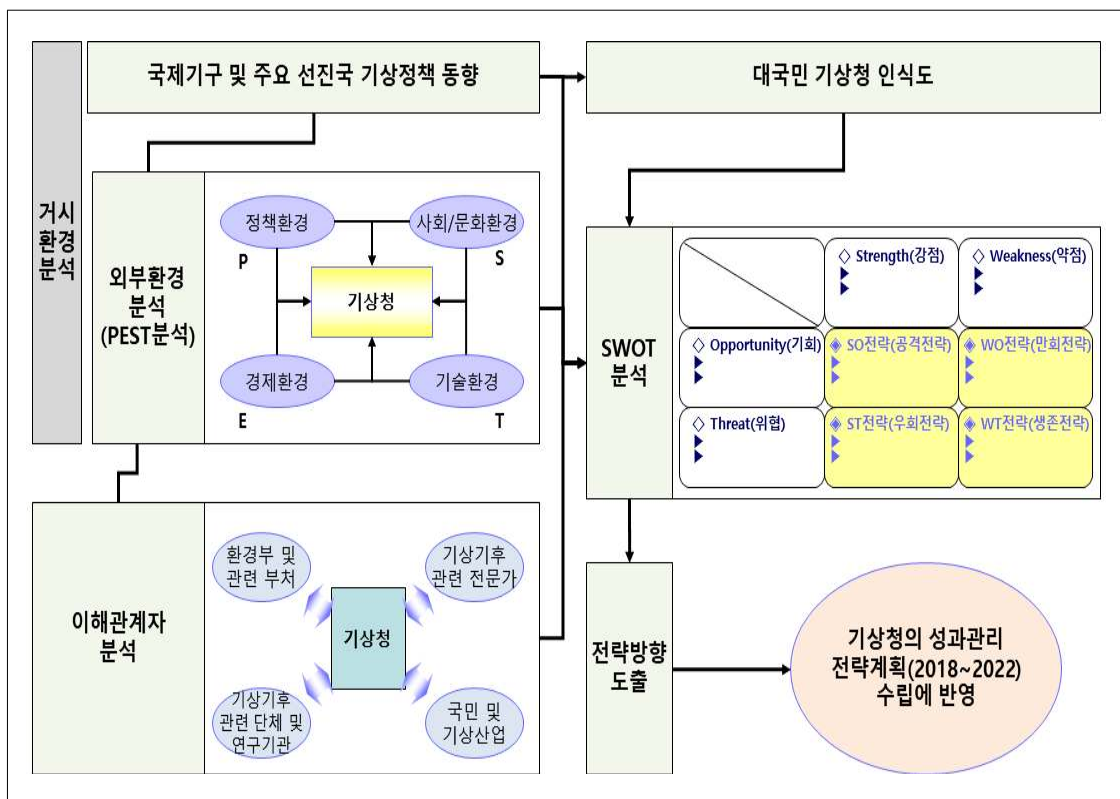 국제기구 및 주요 선진국 기상정책 동향
대국민 기상청 인식도
거시
환경
분석
외부환경
분석
(PEST분석)
정책환경
사회/문화환경
P
S
기상청
경제환경
기술환경
E
T
SWOT
분석
◇ Strength(강점)
◇ Weakness(약점)
◇ Opportunity(기회)
◈ SO전략(공격전략)
◈ WO전략(만회전략)
◇ Threat(위협)
◈ ST전략(우회전략)
◈ WT전략(생존전략)
이해관계자
분석
환경부 및
관련 부처
기상기후
관련 전문가
기상청
기상기후
관련 단체 및
연구기관
국민 및
기상산업
전략방향
도출
기상청의 성과관리
전략계획(2018~2022)
수립에 반영